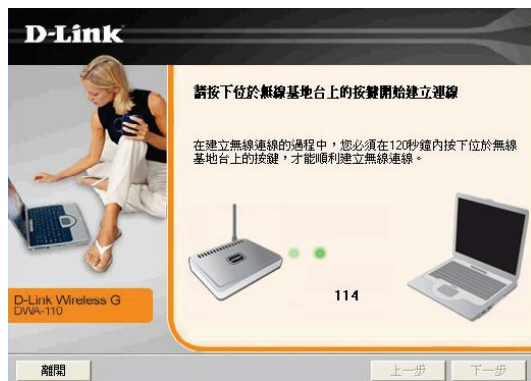 D-Link
請按下位於無線基地台上的按鍵開始建立連線
在建立無線連線的過程中，您必須在120秒鐘內按下位於無線
基地台上的按鍵，才能順利建立無線連線。
114
D-Link Wireless G
DWA-110
離開
上一步
下一步